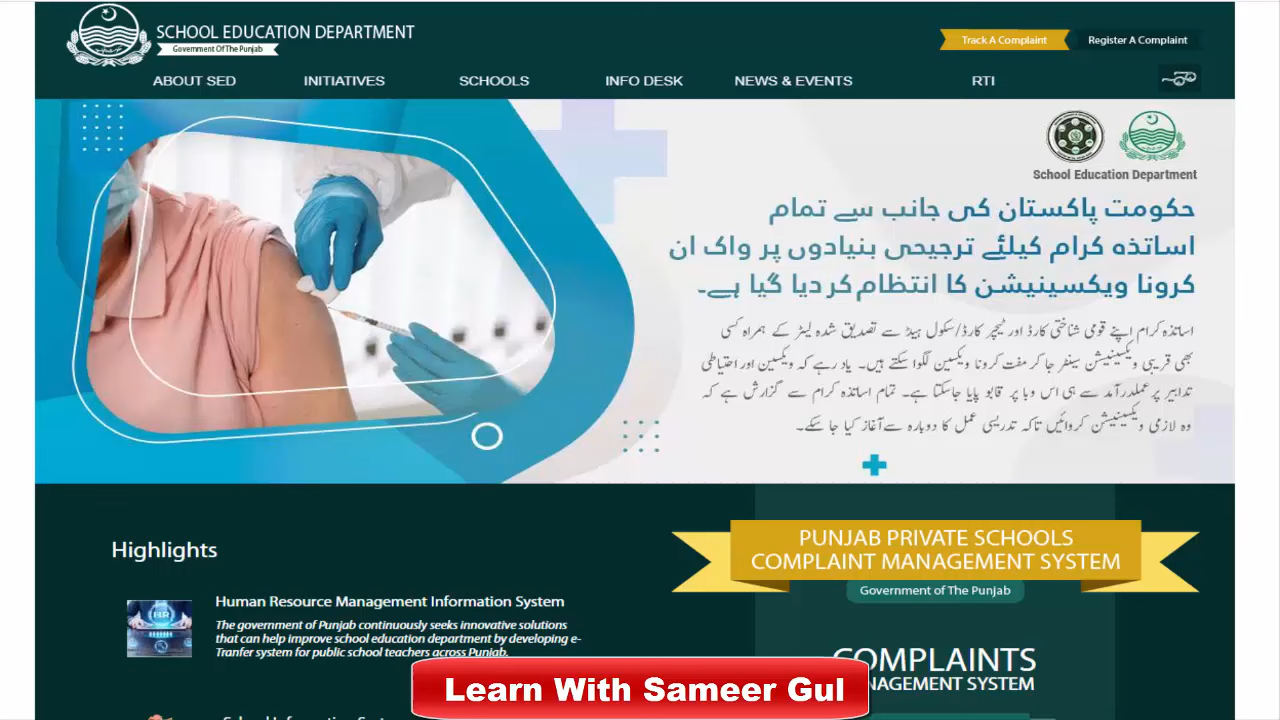 SCHOOL EDUCATION DEPARTMENT
Government Of The Punjab
Track A Complaint
Register A Complaint
ABOUT SED
INITIATIVES
SCHOOLS
INFO DESK
NEWS & EVENTS
RTI
اردو
School Education Department
حکومت پاکستان کی جانب سے تمام
اساتذہ کرام کیلئے ترجیحی بنیادوں پر واک ان
کرونا ویکسینیشن کا انتظام کر دیا گیا ہے۔
اساتذہ کرام اپنے قومی شناختی کارڈ اور ٹیچر کارڈ/سکول ہیڈ سے تصدیق شدہ لیٹر کے ہمراہ کسی
بھی قریبی ویکسینیشن سینٹر جا کر مفت کرونا ویکسین لگوا سکتے ہیں۔ یاد رہے کہ ویکسین اور احتیاطی
تدابیر پر عملدرآمد سے ہی اس وبا پر قابو پایا جاسکتا ہے۔ تمام اساتذہ کرام سے گزارش ہے کہ
وہ لازمی ویکسینیشن کروائیں تاکہ تدریسی عمل کا دوبارہ سے آغاز کیا جا سکے۔
Highlights
Human Resource Management Information System
The government of Punjab continuously seeks innovative solutions
that can help improve school education department by developing e-
Tranfer system for public school teachers across Punjab.
PUNJAB PRIVATE SCHOOLS
COMPLAINT MANAGEMENT SYSTEM
Government of The Punjab
COMPLAINTS
NAGEMENT SYSTEM
Learn With Sameer Gul